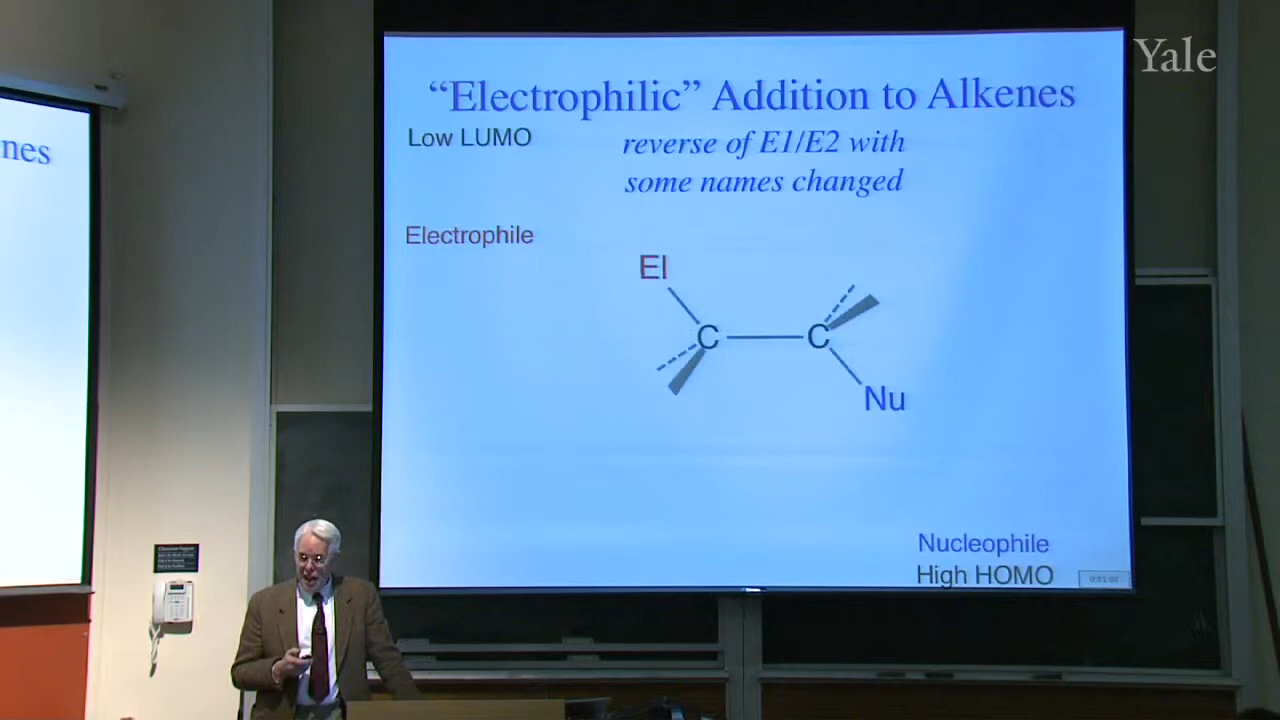 Yale
nes
“Electrophilic” Addition to Alkenes
Low LUMO
reverse of E1/E2 with
some names changed
Electrophile
El
C
C
Nu
Nucleophile
High HOMO